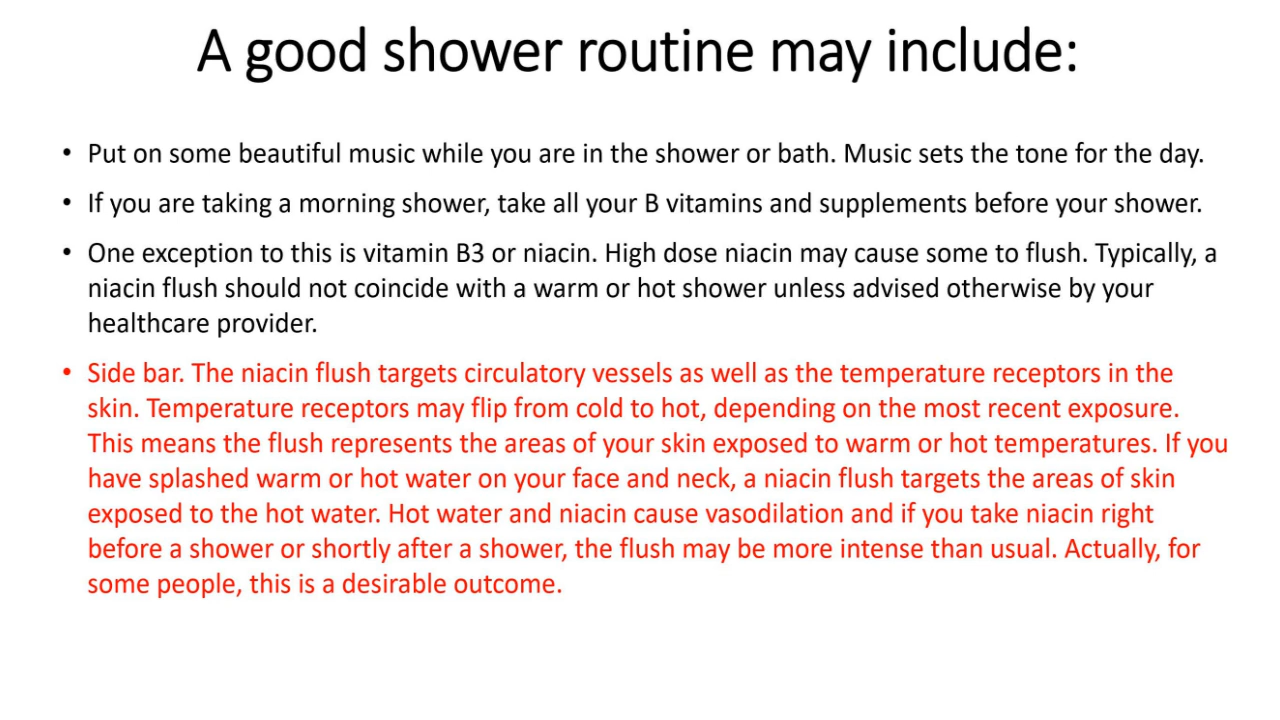 A good shower routine may include:
• Put on some beautiful music while you are in the shower or bath. Music sets the tone for the day.
• If you are taking a morning shower, take all your B vitamins and supplements before your shower.
• One exception to this is vitamin B3 or niacin. High dose niacin may cause some to flush. Typically, a
niacin flush should not coincide with a warm or hot shower unless advised otherwise by your
healthcare provider.
• Side bar. The niacin flush targets circulatory vessels as well as the temperature receptors in the
skin. Temperature receptors may flip from cold to hot, depending on the most recent exposure.
This means the flush represents the areas of your skin exposed to warm or hot temperatures. If you
have splashed warm or hot water on your face and neck, a niacin flush targets the areas of skin
exposed to the hot water. Hot water and niacin cause vasodilation and if you take niacin right
before a shower or shortly after a shower, the flush may be more intense than usual. Actually, for
some people, this is a desirable outcome.